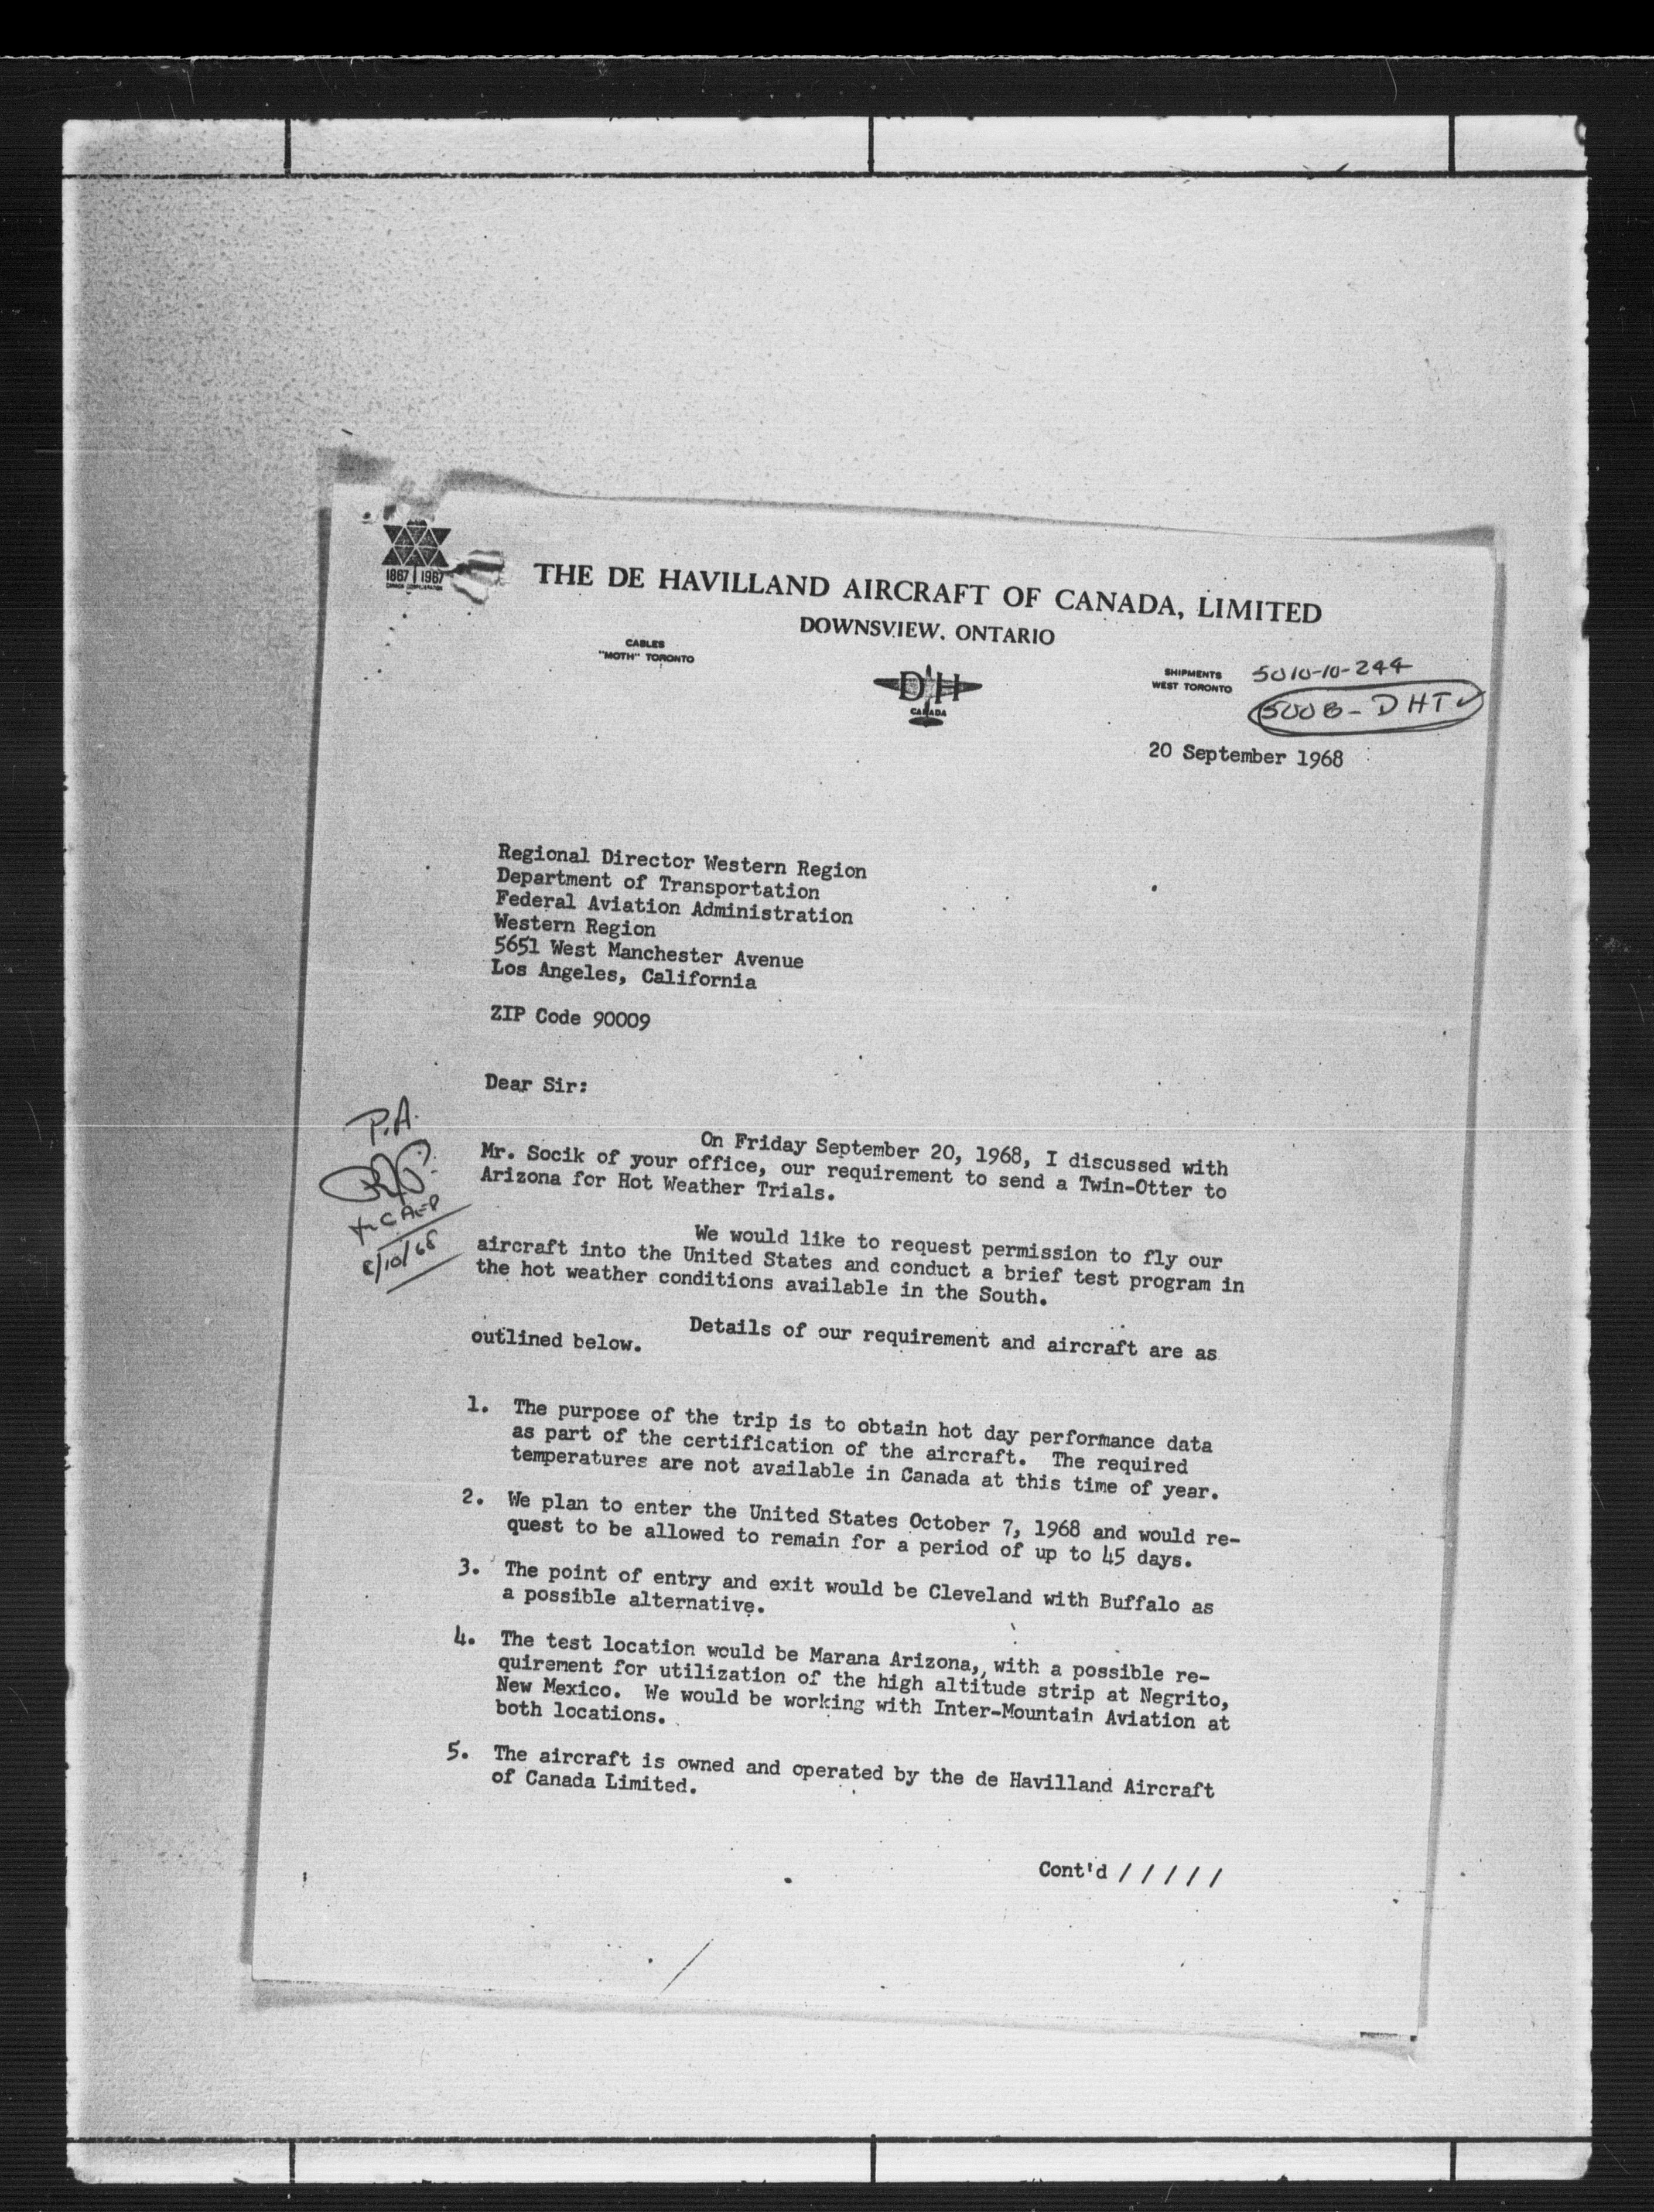 1867 1967
THE DE HAVILLAND AIRCRAFT OF CANADA, LIMITED
DOWNSVIEW, ONTARIO
CABLES
"MOTH" TORONTO
DH
CANADA
SHIPMENTS
WEST TORONTO
5010-10-244
5008-DHT
20 September 1968
Regional Director Western Region
Department of Transportation
Federal Aviation Administration
Western Region
5651 West Manchester Avenue
Los Angeles, California
ZIP Code 90009
Dear Sir:
P.A.
8/10/68
On Friday September 20, 1968, I discussed with
Mr. Socik of your office, our requirement to send a Twin-Otter to
Arizona for Hot Weather Trials.
We would like to request permission to fly our
aircraft into the United States and conduct a brief test program in
the hot weather conditions available in the South.
Details of our requirement and aircraft are as
outlined below.
1. The purpose of the trip is to obtain hot day performance data
as part of the certification of the aircraft. The required
temperatures are not available in Canada at this time of year.
2. We plan to enter the United States October 7, 1968 and would re-
quest to be allowed to remain for a period of up to 45 days.
3. The point of entry and exit would be Cleveland with Buffalo as
a possible alternative.
4. The test location would be Marana Arizona, with a possible re-
quirement for utilization of the high altitude strip at Negrito,
New Mexico. We would be working with Inter-Mountain Aviation at
both locations.
5. The aircraft is owned and operated by the de Havilland Aircraft
of Canada Limited.
Cont'd / / / / /